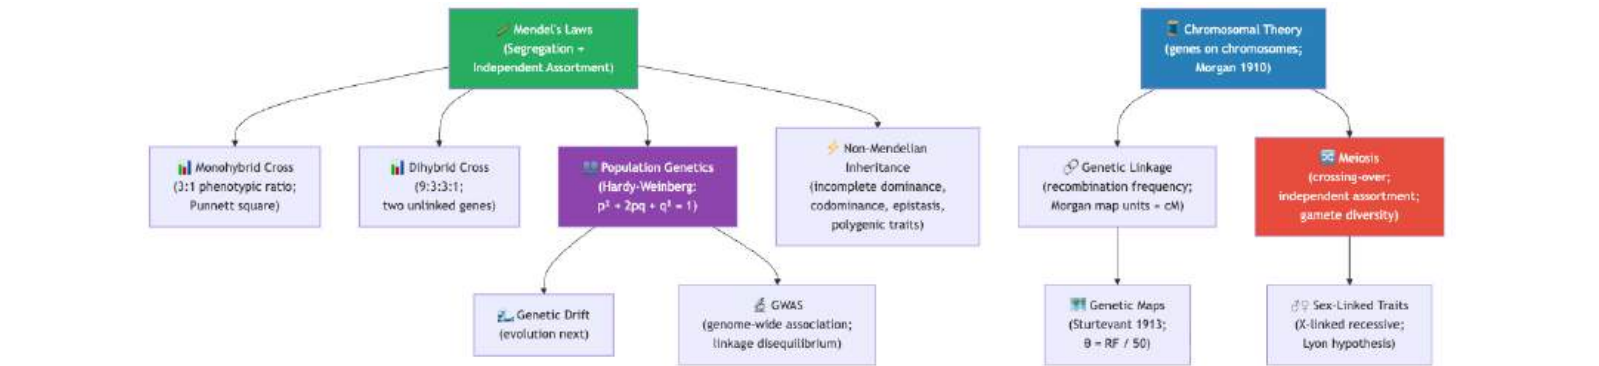 Mendel's Laws
(Segregation +
Independent Assortment)
Chromosomal Theory
(genes on chromosomes;
Morgan 1910)
Monohybrid Cross
(3:1 phenotypic ratio;
Punnett square)
Dihybrid Cross
(9:3:3:1;
two unlinked genes)
Population Genetics
(Hardy-Weinberg:
p² + 2pq + q² = 1)
Non-Mendelian
Inheritance
(incomplete dominance,
codominance, epistasis,
polygenic traits)
Genetic Linkage
(recombination frequency;
Morgan map units = cM)
Meiosis
(crossing-over;
independent assortment;
gamete diversity)
Genetic Drift
(evolution next)
GWAS
(genome-wide association;
linkage disequilibrium)
Genetic Maps
(Sturtevant 1913;
θ = RF / 50)
Sex-Linked Traits
(X-linked recessive;
Lyon hypothesis)